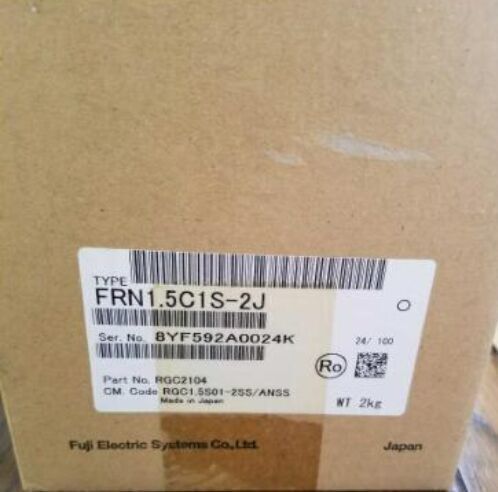 TYPE
FRN1.5C1S-2J
Ser. No. 8YF592A0024K
24/ 100
Ro
Part No. RGC2104
CM. Code RGC1.5S01-2SS/ANSS
Made in Japan
WT 2kg
Fuji Electric Systems Co., Ltd.
Japan